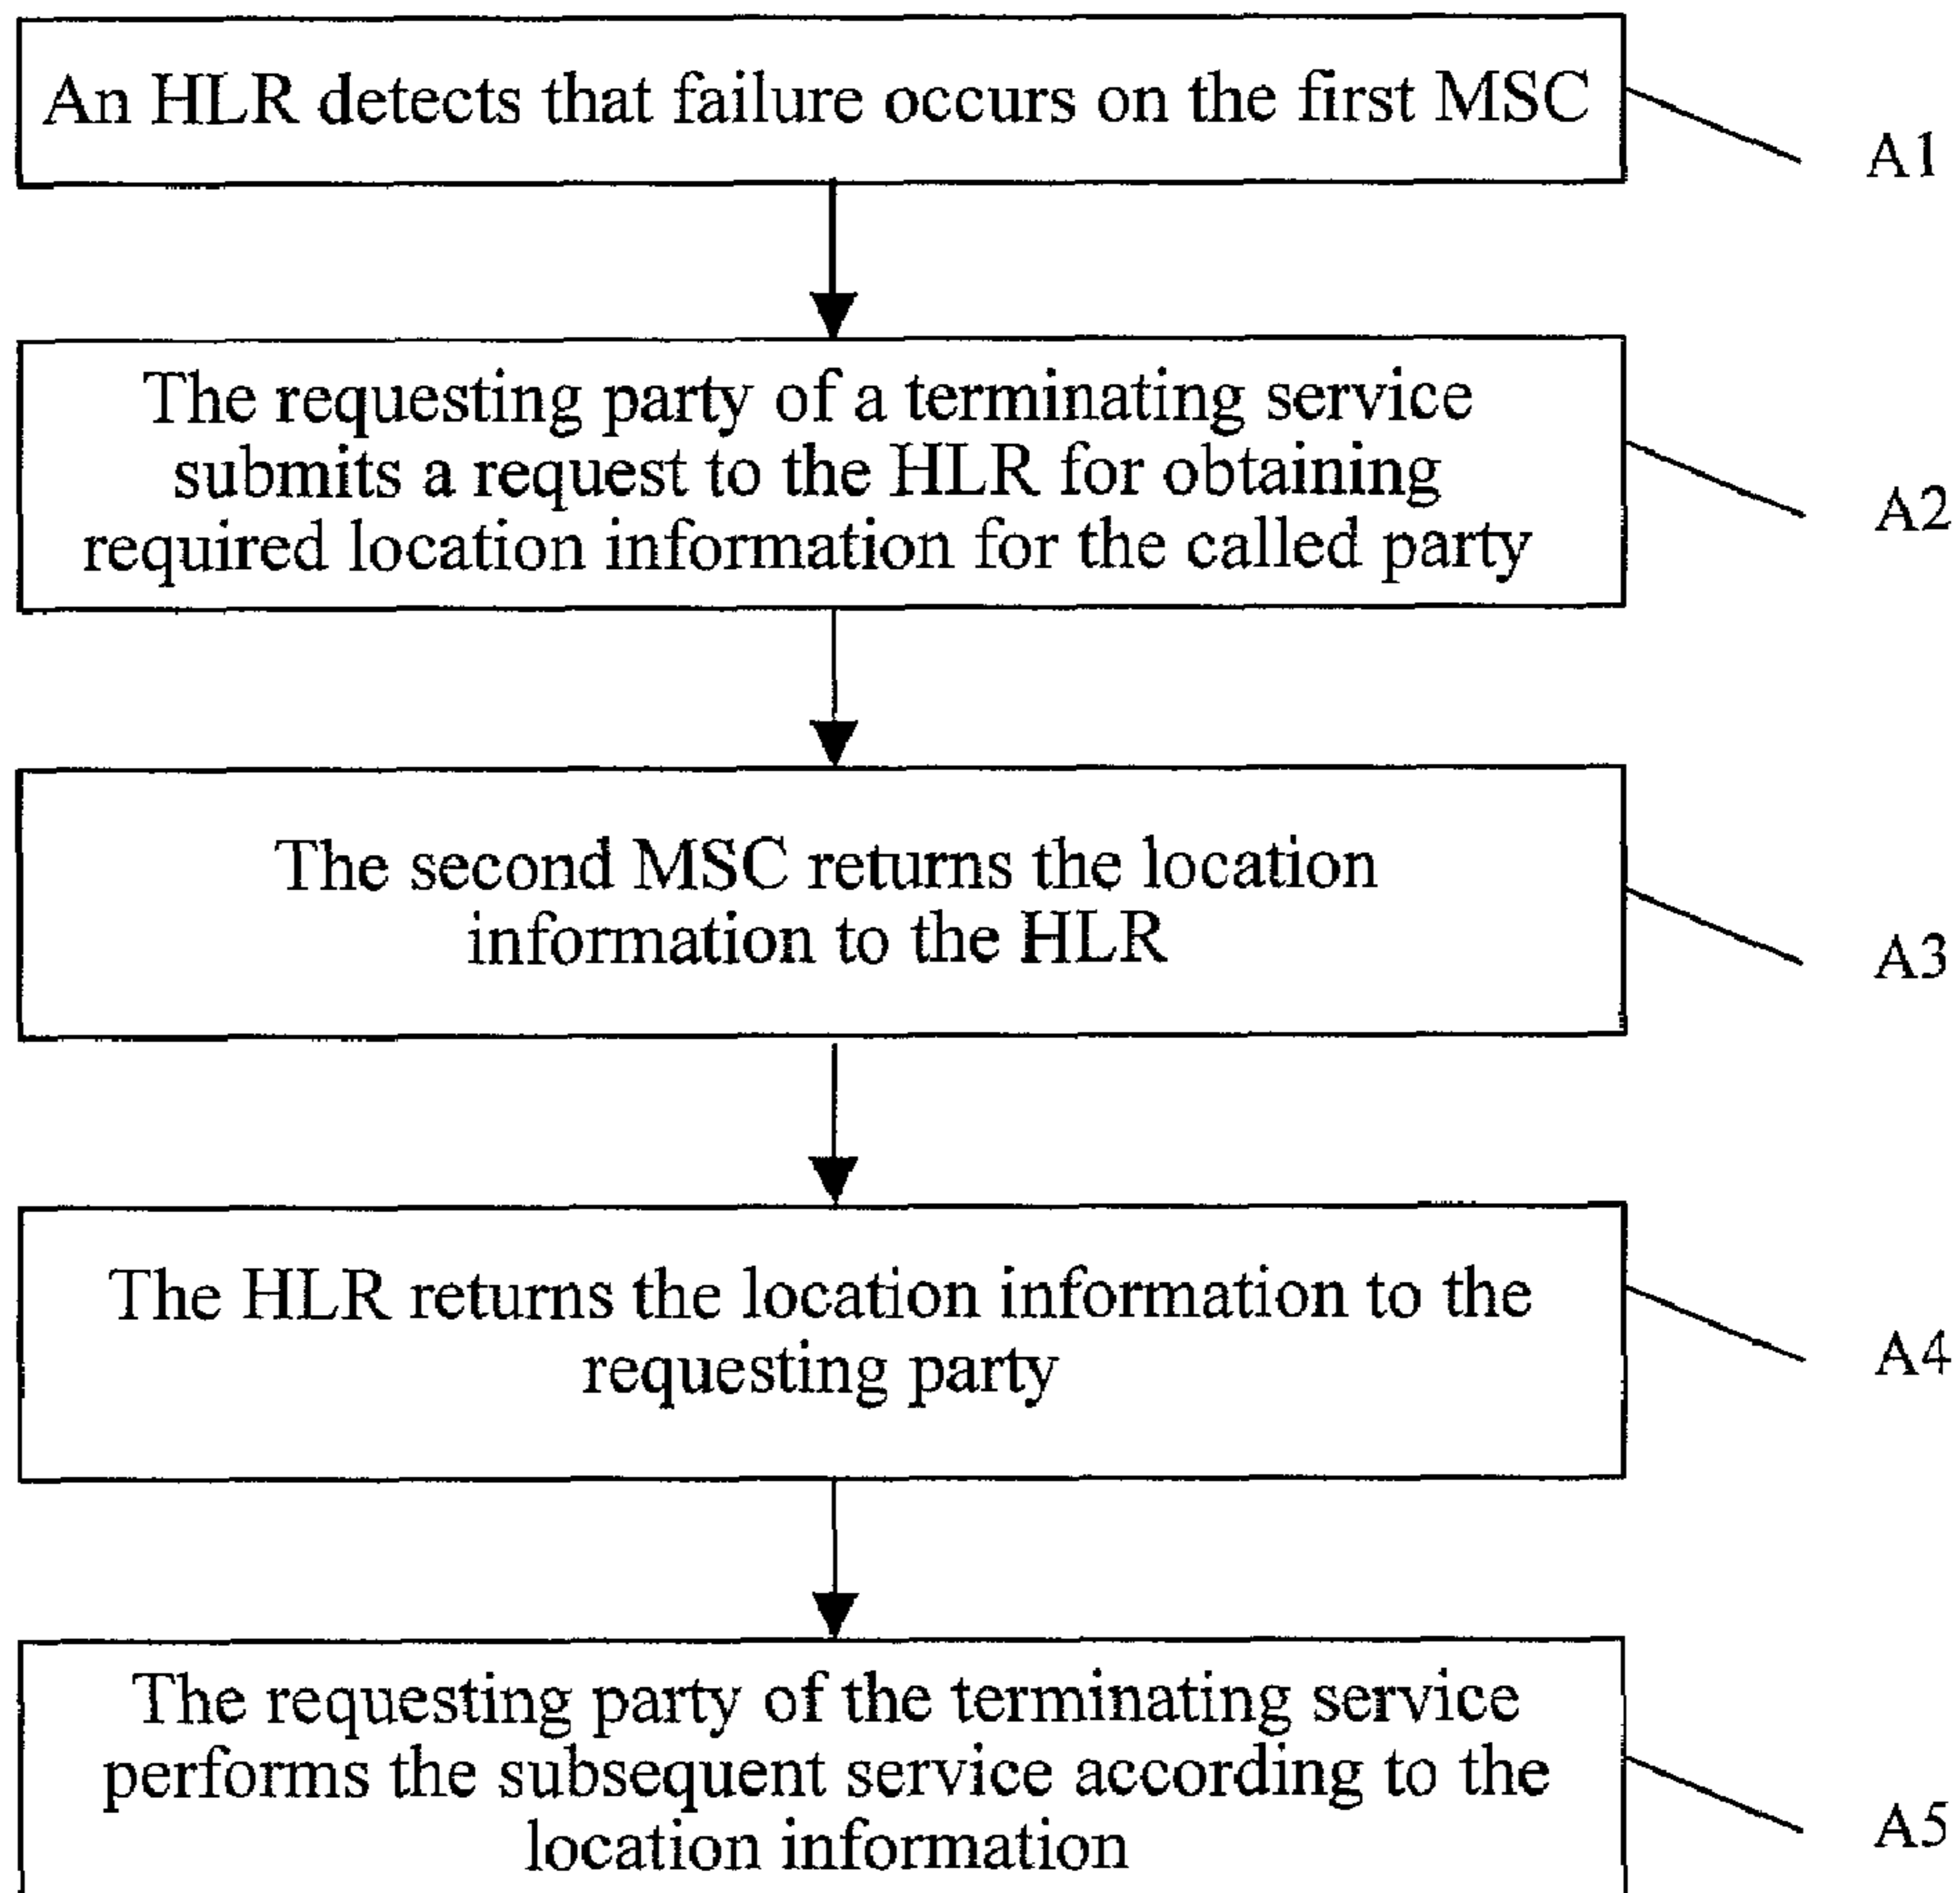 An HLR detects that failure occurs on the first MSC
A1
The requesting party of a terminating service
submits a request to the HLR for obtaining
required location information for the called party
A2
The second MSC returns the location
information to the HLR
A3
The HLR returns the location information to the
requesting party
A4
The requesting party of the terminating service
performs the subsequent service according to the
location information
A5